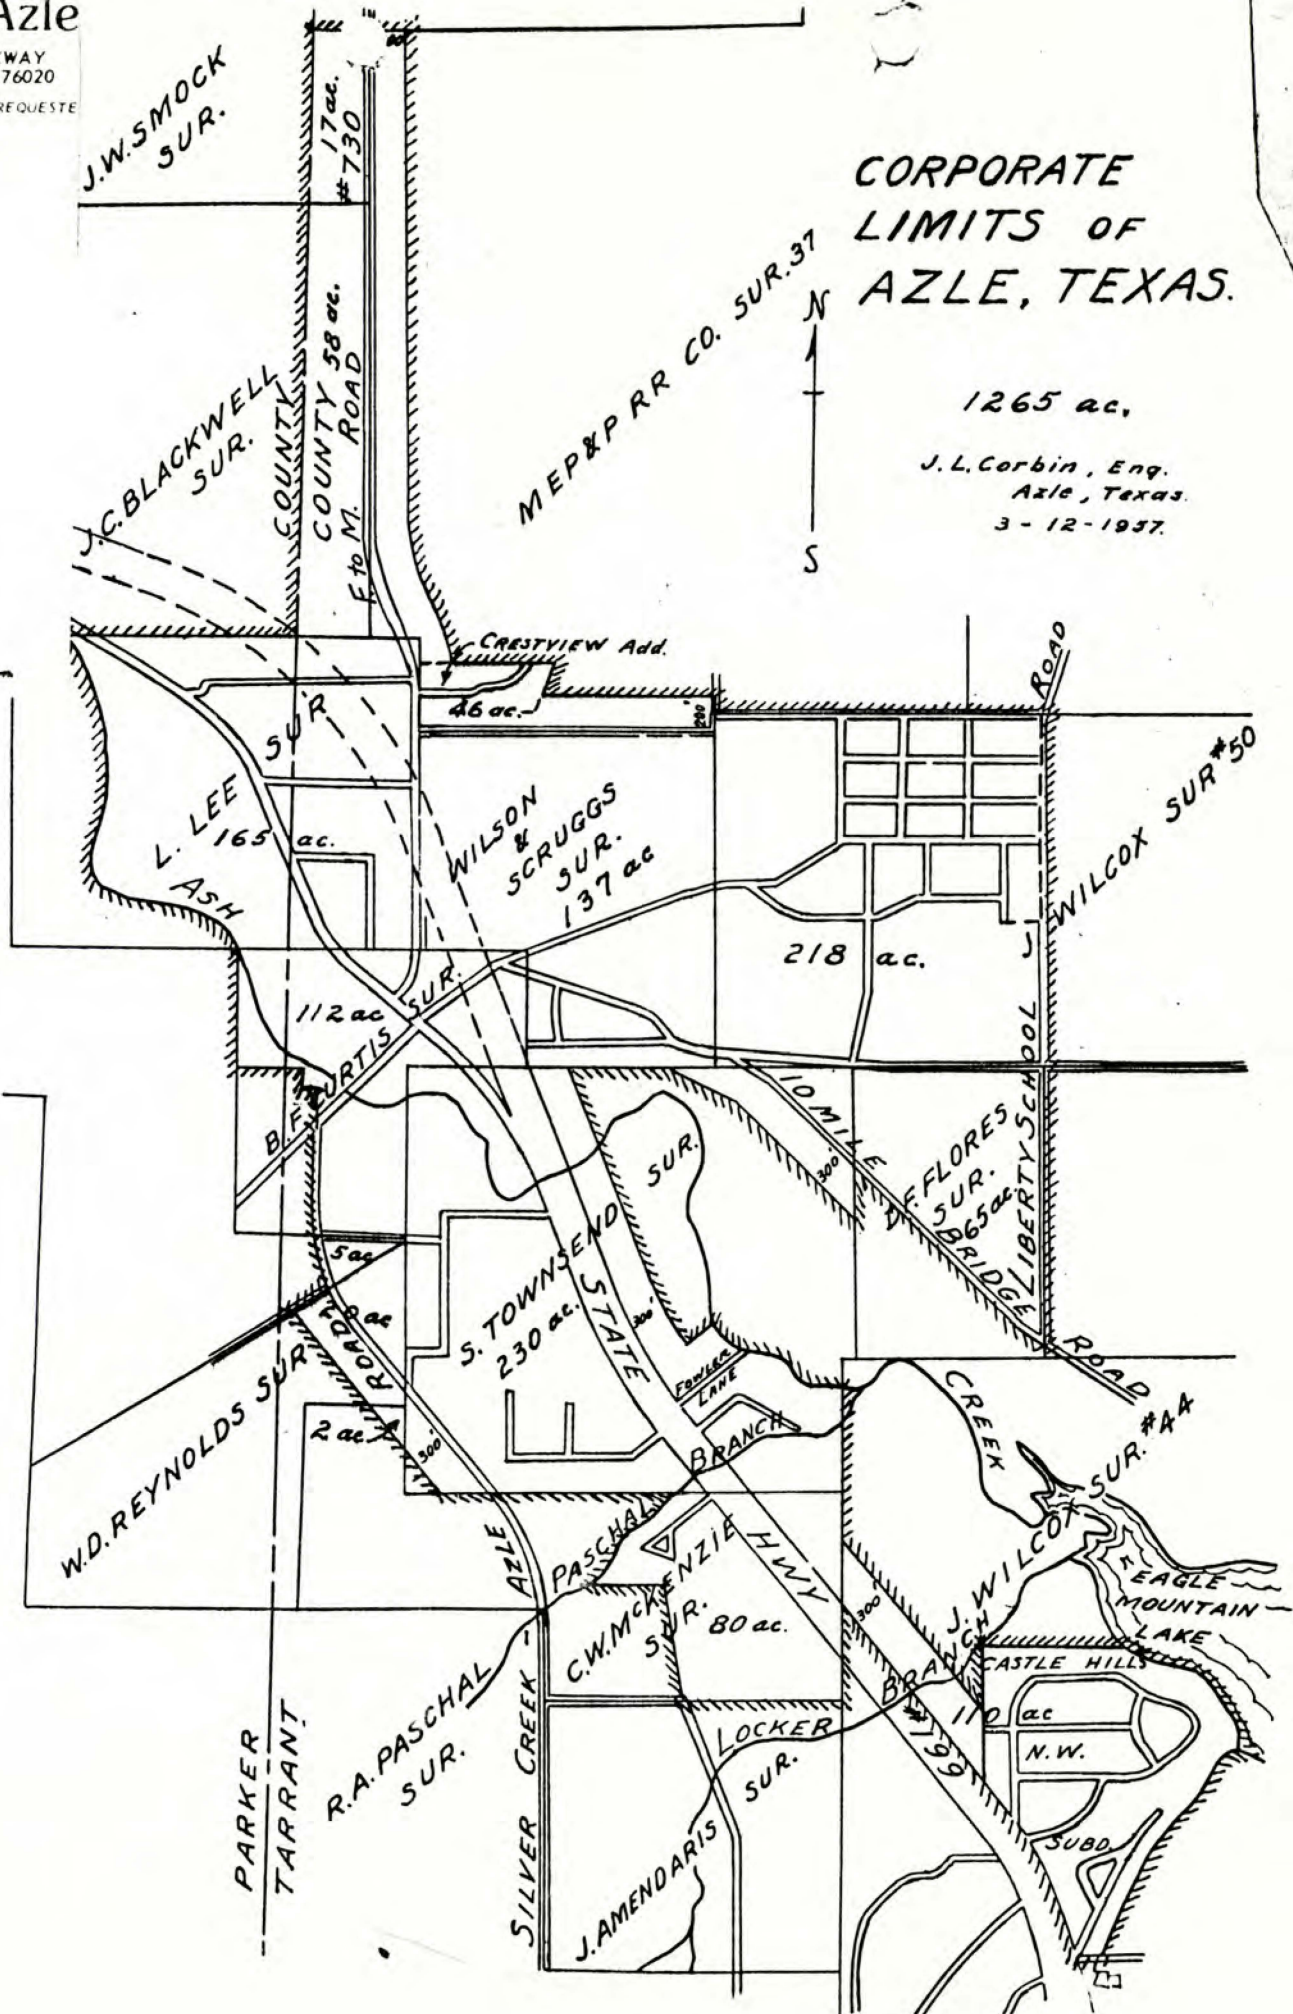 Azle
WAY
76020
REQUESTE
J.W. SMOCK
SUR.
17 ac.
#730
60'
CORPORATE
LIMITS OF
AZLE, TEXAS.
1265 ac.
J.L. Corbin, Eng.
Azle, Texas.
3 - 12 - 1957.
N
S
MEP&P RR CO. SUR. 37
J.C. BLACKWELL
SUR.
COUNTY
COUNTY
58 ac.
F. to M. ROAD
CRESTVIEW Add.
46 ac.
200'
ROAD
L. LEE SUR
165 ac.
ASH
WILSON
&
SCRUGGS
SUR.
137 ac
WILCOX SUR #50
J.
218 ac.
112 ac
B.F. CURTIS SUR.
10 MILE BRIDGE ROAD
300'
F. FLORES
SUR.
65 ac.
LIBERTY SCHOOL
5 ac
8 ac
ROAD
S. TOWNSEND SUR.
230 ac.
STATE HWY #199
300'
FOWLER
LANE
W.D. REYNOLDS SUR
2 ac.
300'
PASCHAL BRANCH
CREEK
J. WILCOX SUR. #44
EAGLE
MOUNTAIN
LAKE
AZLE - SILVER CREEK
C.W. McKENZIE
SUR.
80 ac.
300'
LOCKER BRANCH
CASTLE HILLS
110 ac
N.W.
SUBD.
R.A. PASCHAL
SUR.
PARKER
TARRANT
J. AMENDARIS SUR.